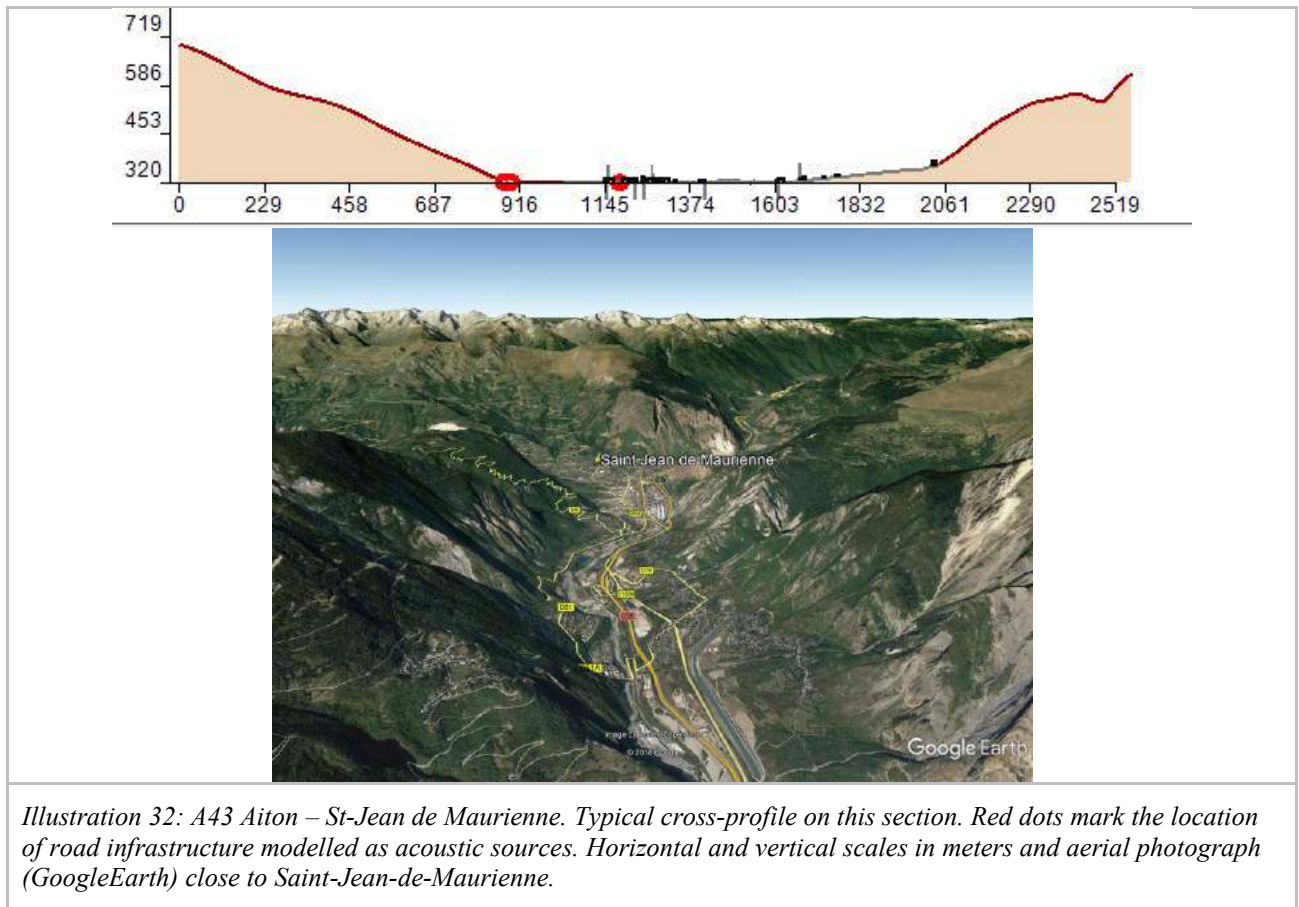 719
586
453
320
0 229 458 687 916 1145 1374 1603 1832 2061 2290 2519
Saint-Jean de Maurienne
D81
Google Earth
Illustration 32: A43 Aiton – St-Jean de Maurienne. Typical cross-profile on this section. Red dots mark the location
of road infrastructure modelled as acoustic sources. Horizontal and vertical scales in meters and aerial photograph
(GoogleEarth) close to Saint-Jean-de-Maurienne.